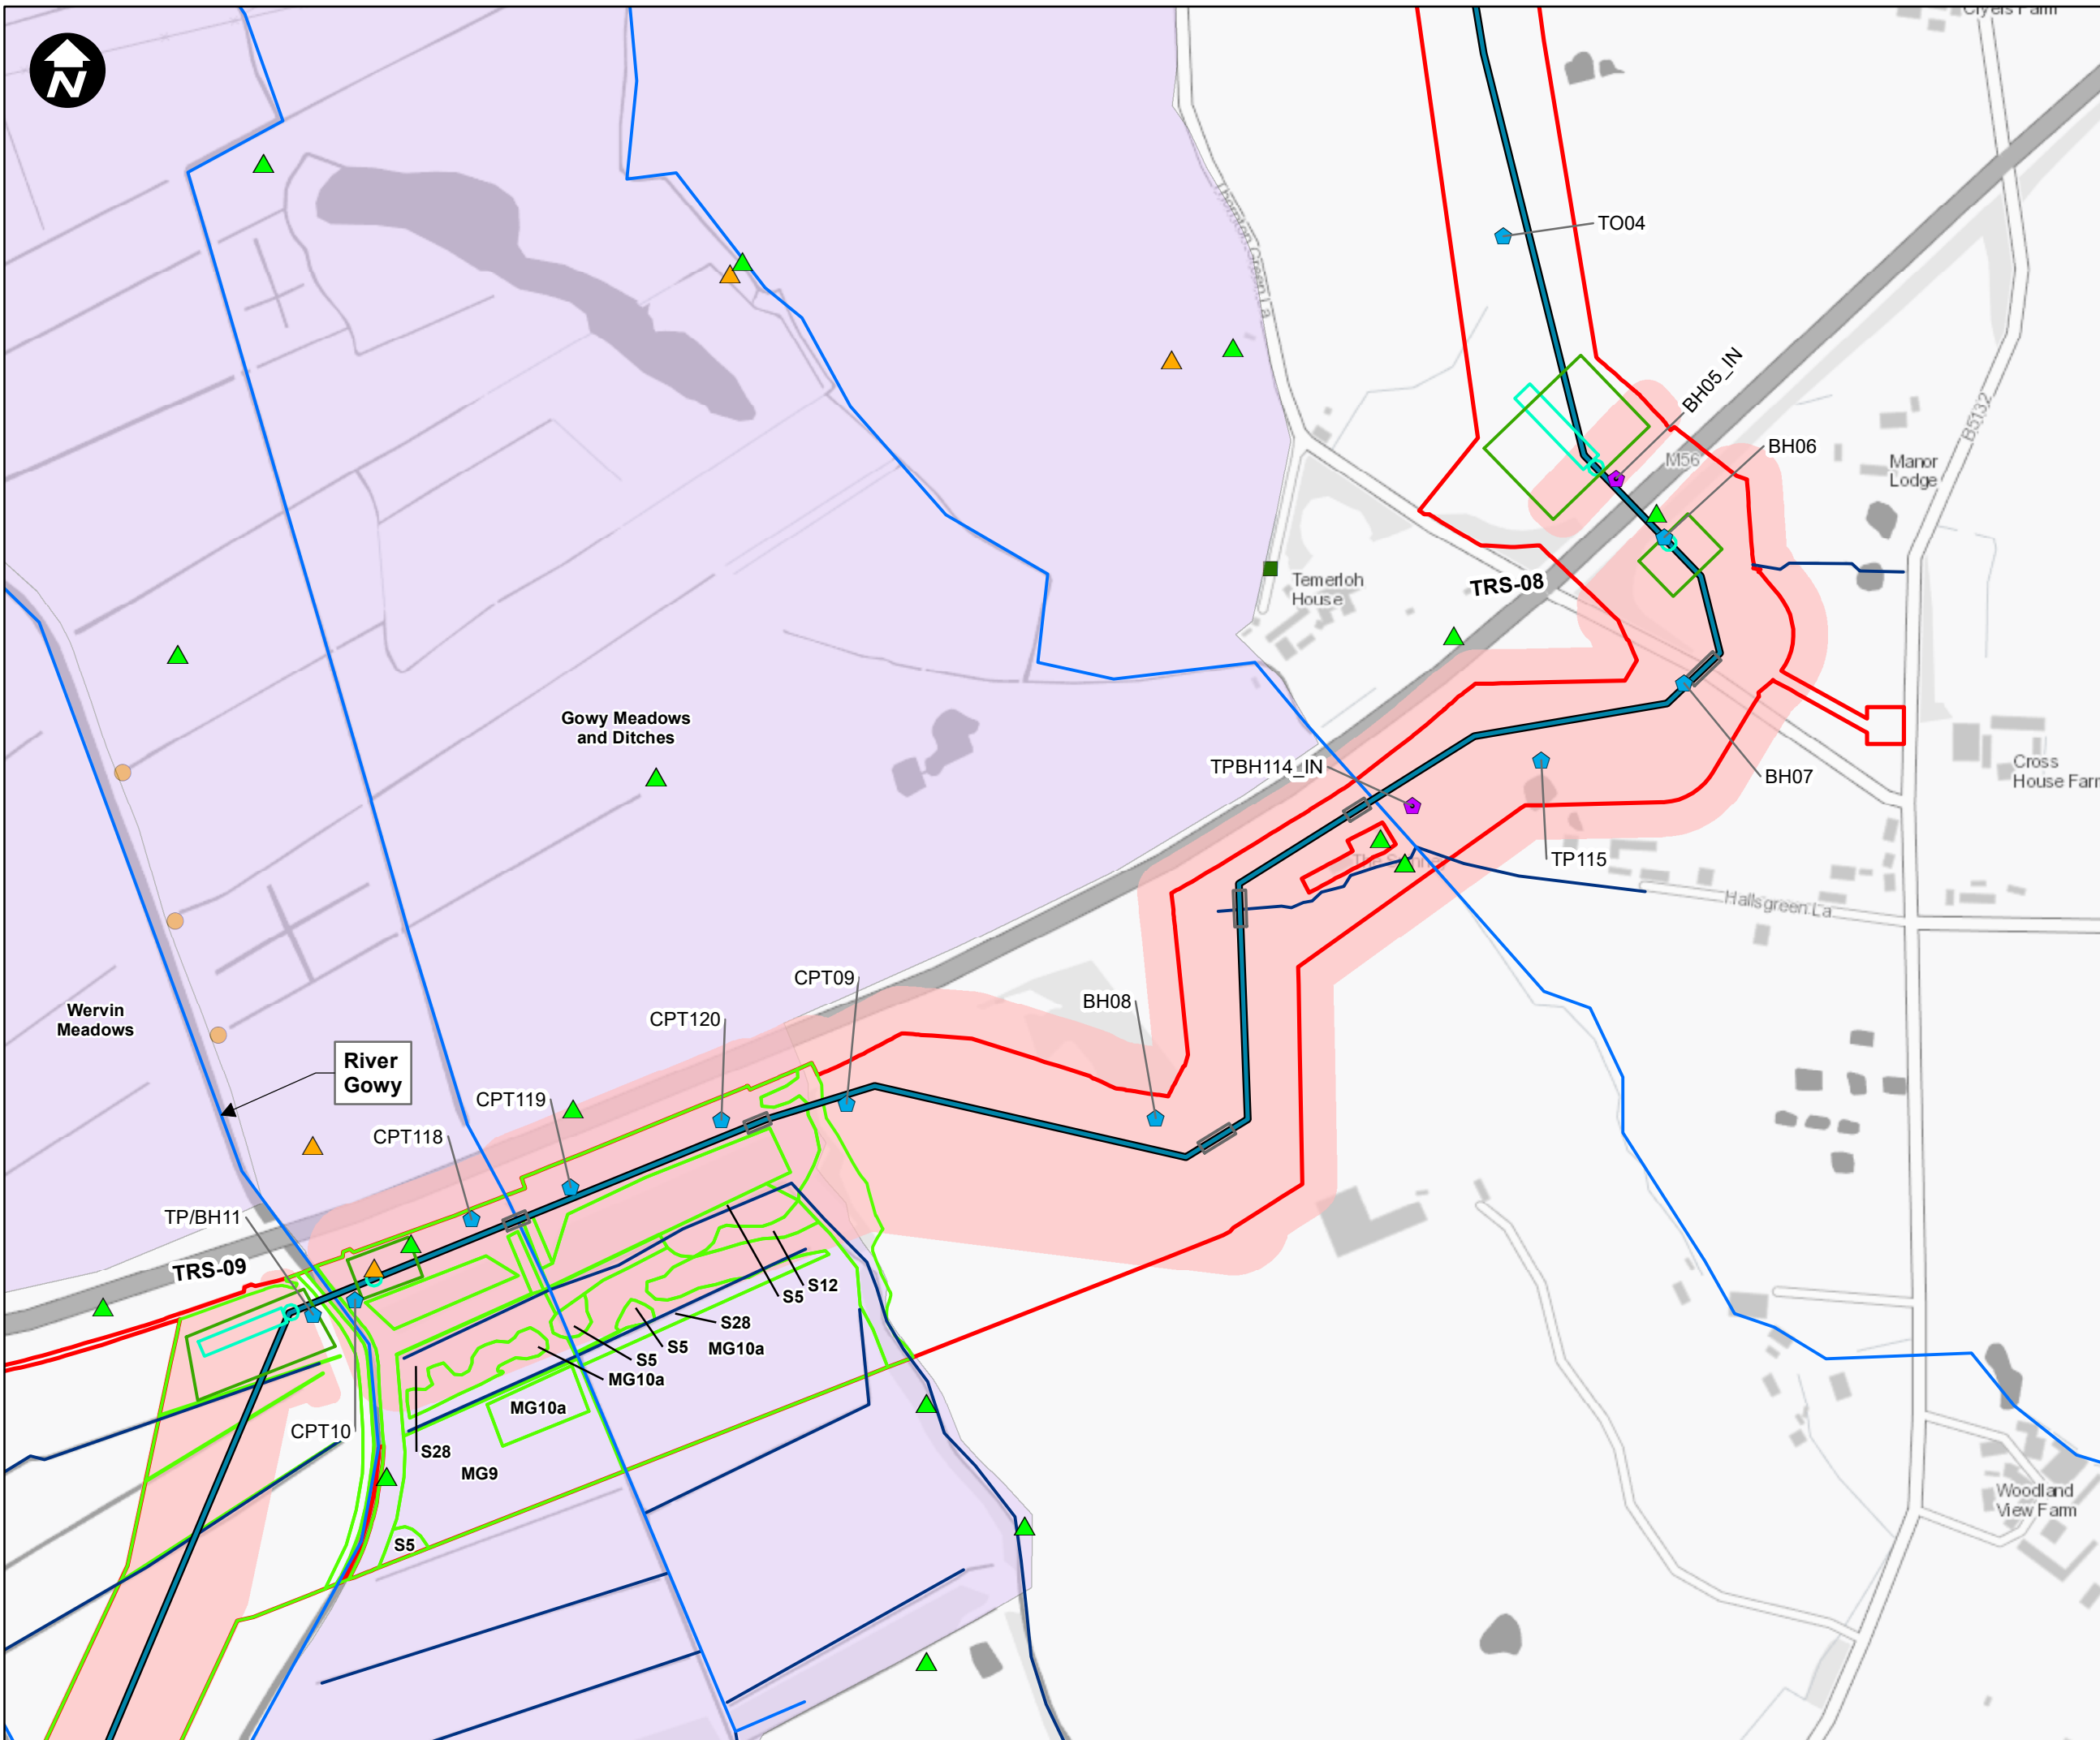 N
Cryers Farm
Thornton Green La
TO04
BH05_IN
M56
BH06
Manor
Lodge
B5132
Temerloh
House
TRS-08
Gowy Meadows
and Ditches
TPBH114_IN
BH07
Cross
House Farm
TP115
Hallsgreen La
CPT09
BH08
CPT120
Wervin
Meadows
River
Gowy
CPT119
CPT118
TP/BH11
TRS-09
S12
S5
S28
S5
MG10a
S5
MG10a
MG10a
CPT10
S28
MG9
S5
Woodland
View Farm